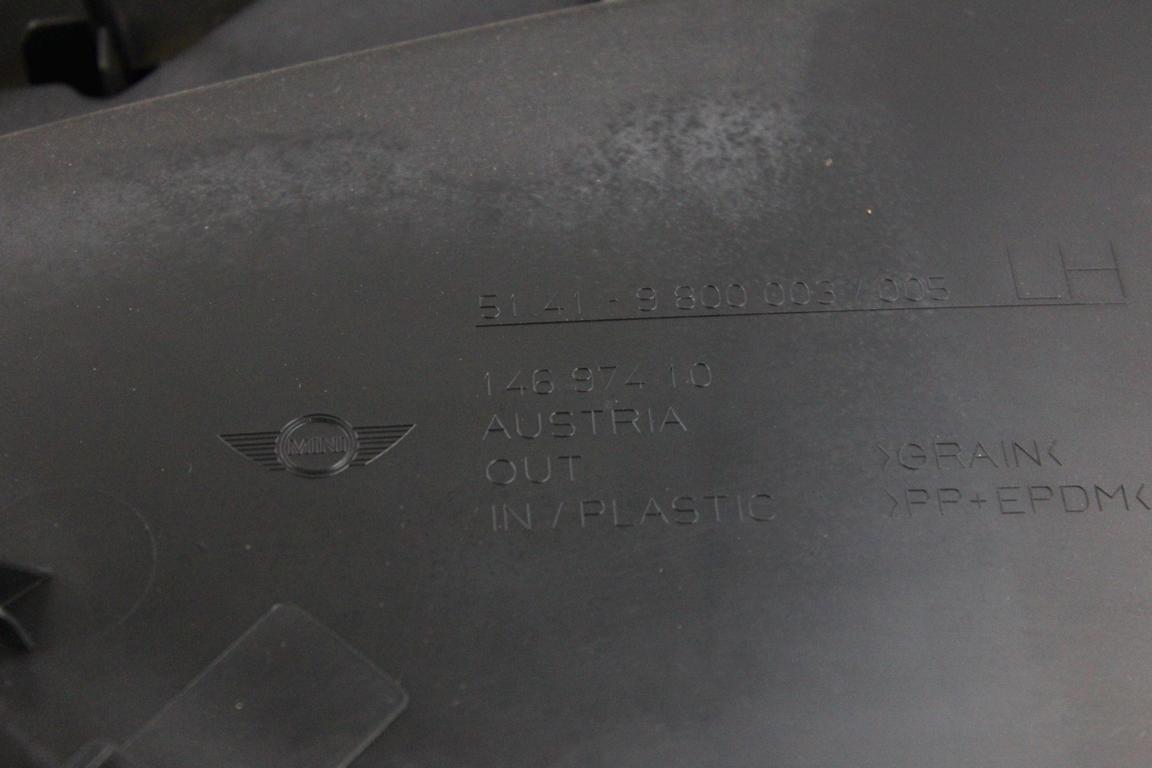 51.41 - 9 800 003 / 005 LH
146 974 10
AUSTRIA
MINI
OUT
>GRAIN<
IN / PLASTIC
>PP+EPDM<